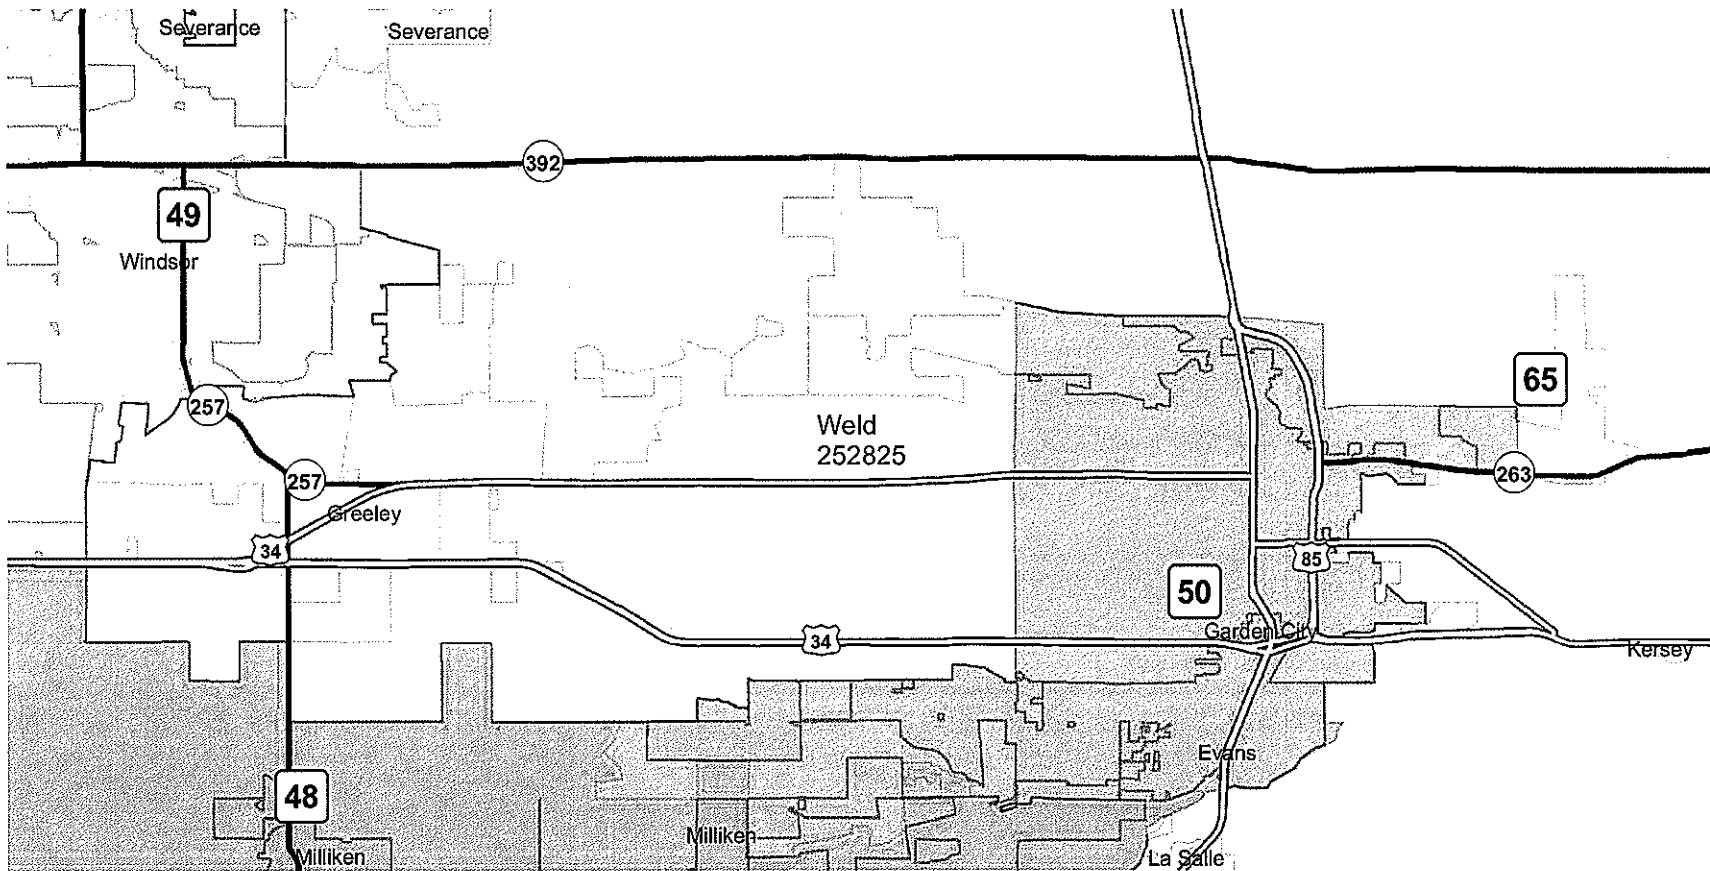 Severance
Severance
392
49
Windsor
257
65
Weld
252825
257
263
Greeley
34
85
50
Garden City
34
Kersey
Evans
48
Milliken
Milliken
La Salle